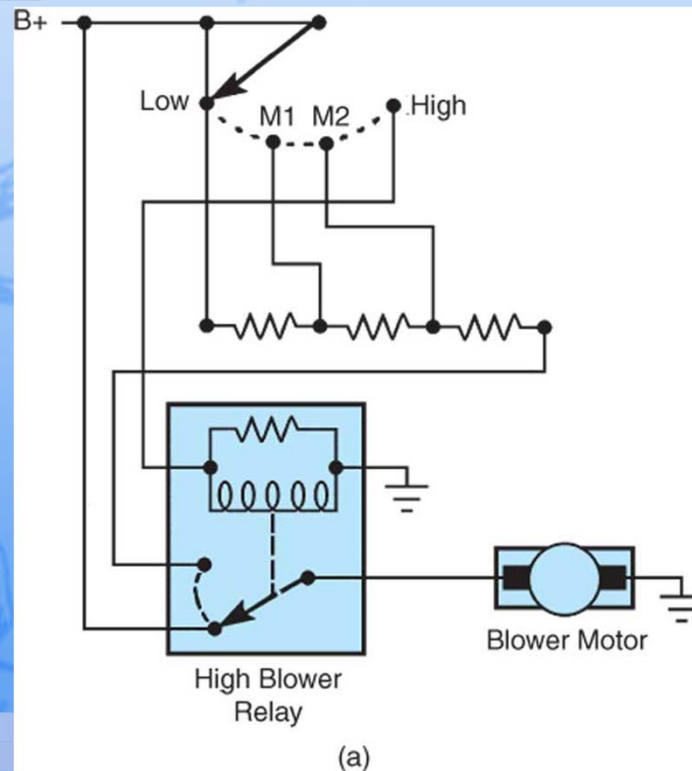 B+
Low
M1 M2
.High
Blower Motor
High Blower
Relay
(a)